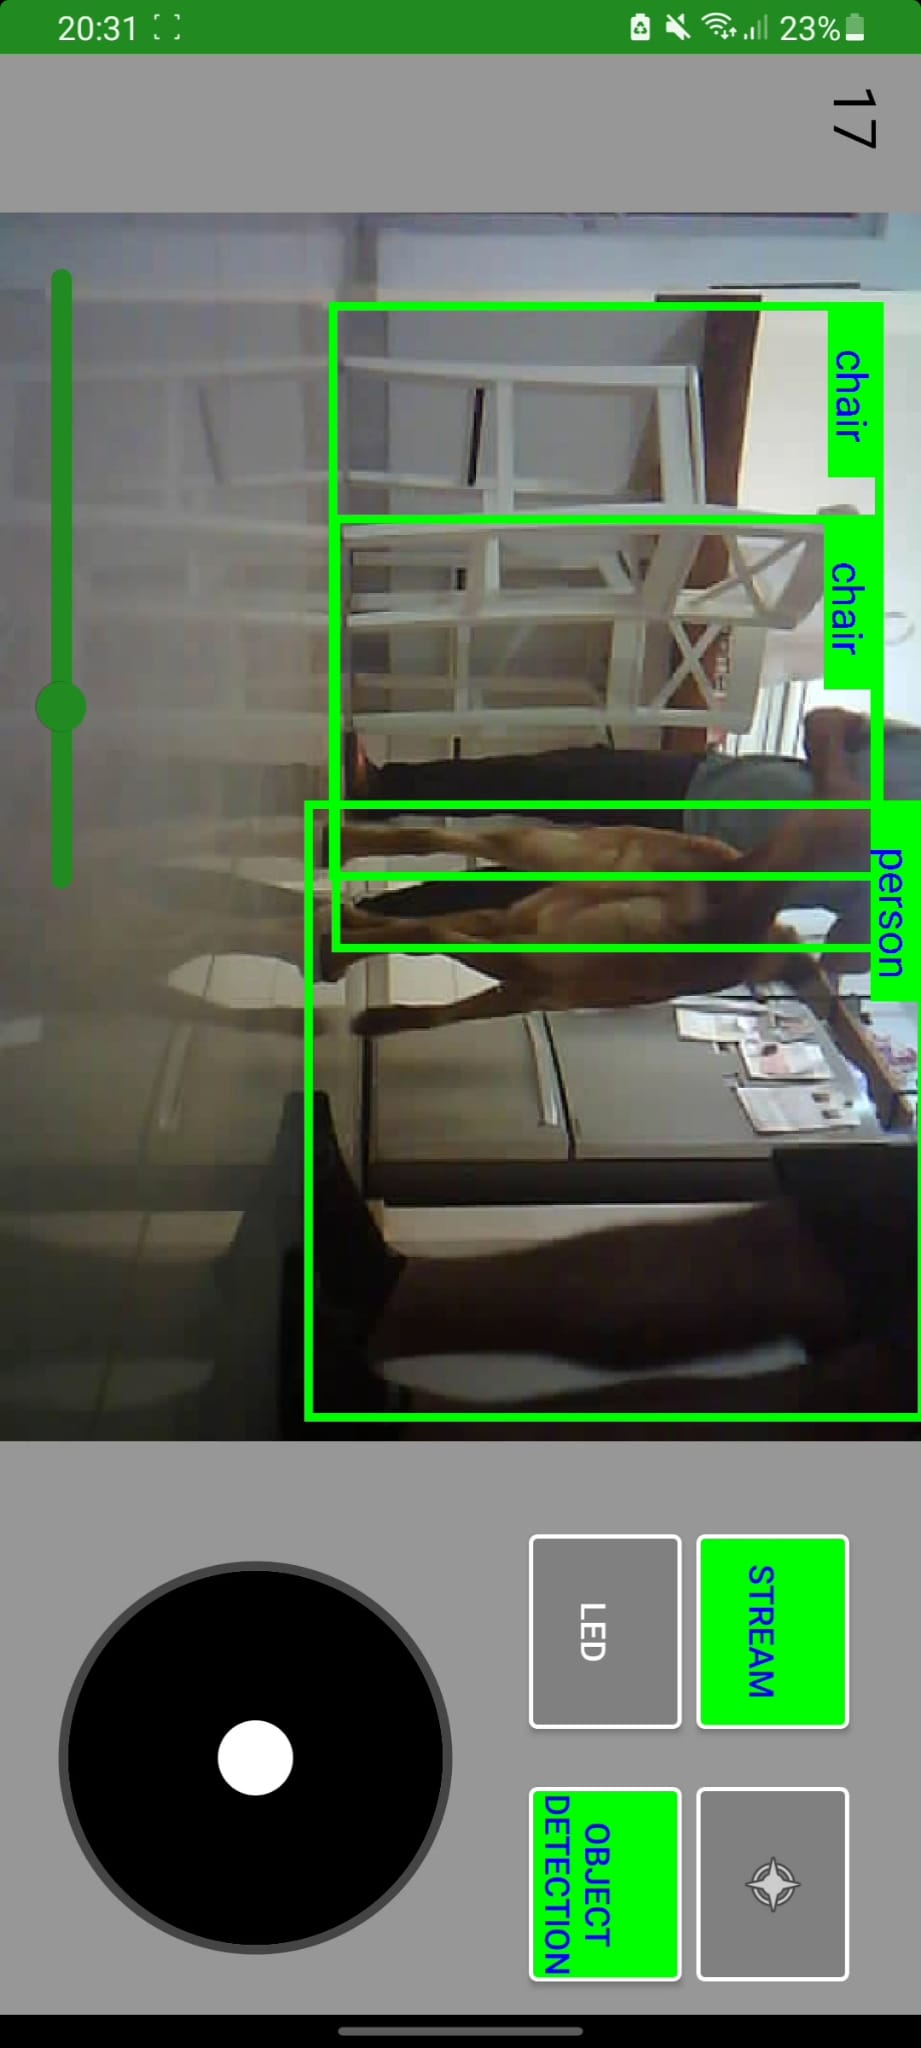 20:31
23%
17
chair
chair
person
STREAM
LED
OBJECT
DETECTION